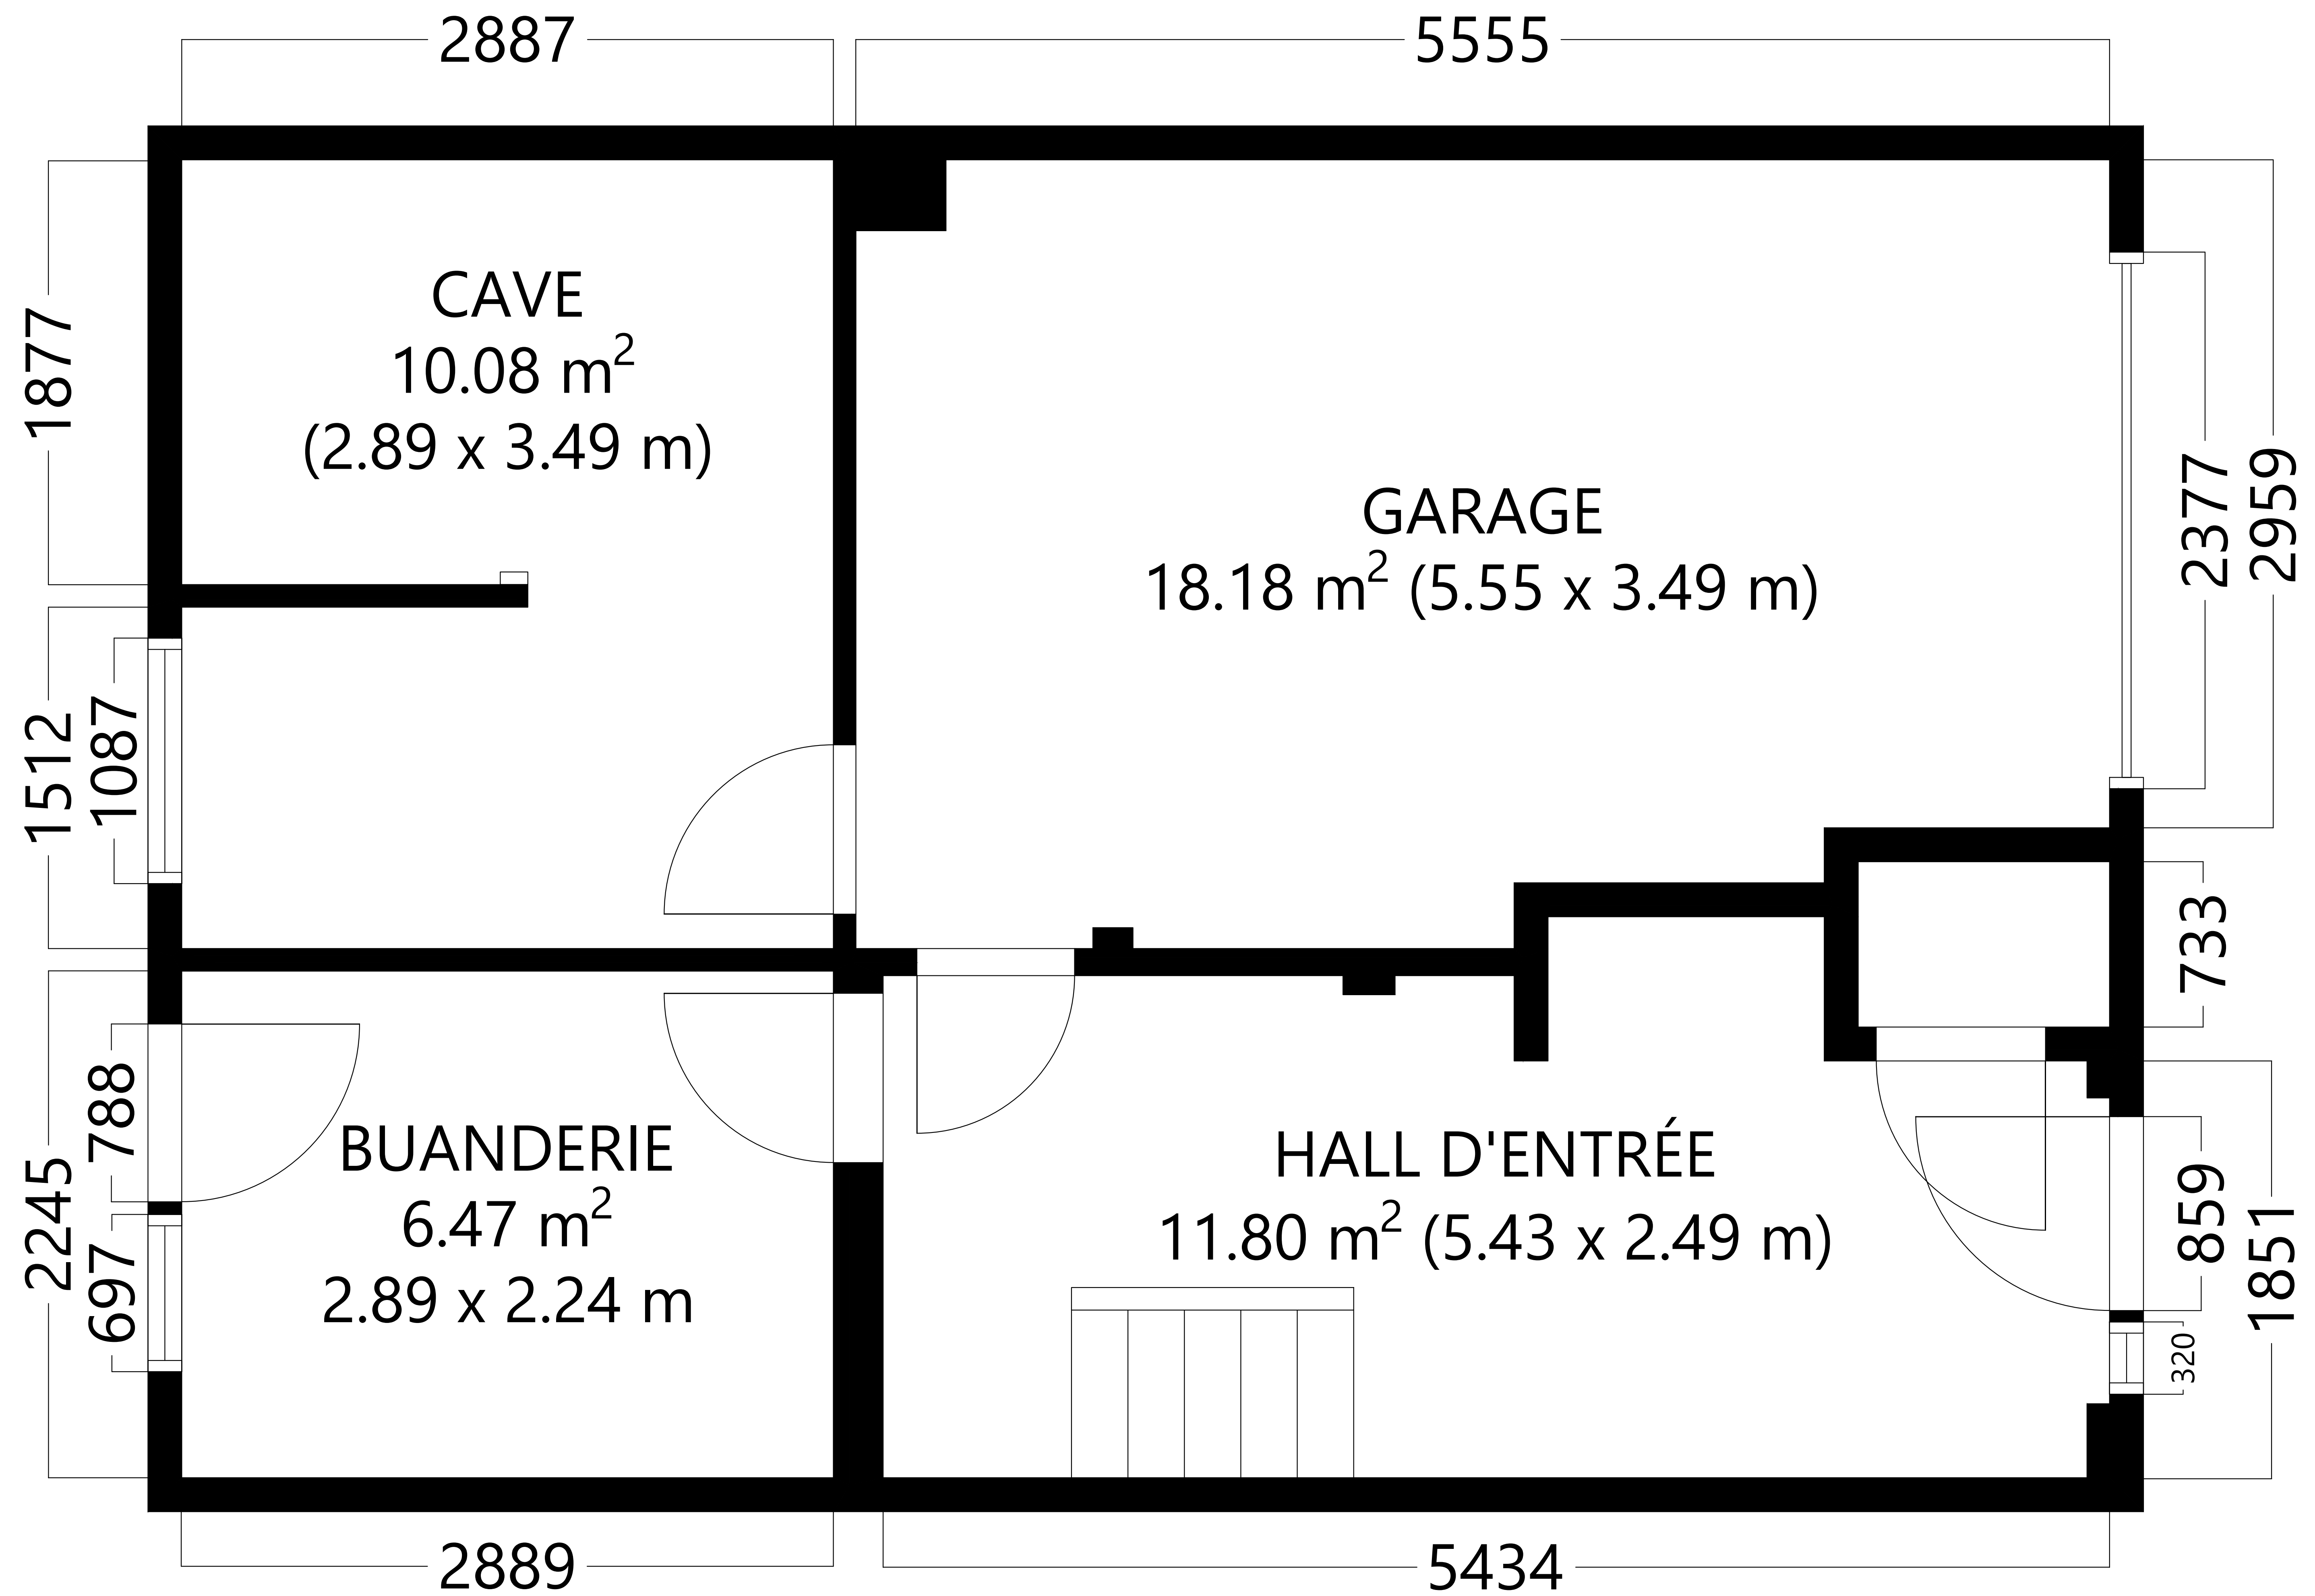 2887
5555
1877
CAVE
10.08 m²
(2.89 x 3.49 m)
GARAGE
18.18 m² (5.55 x 3.49 m)
2377
2959
1512
1087
733
2245
788
697
BUANDERIE
6.47 m²
2.89 x 2.24 m
HALL D'ENTRÉE
11.80 m² (5.43 x 2.49 m)
859
1851
320
2889
5434